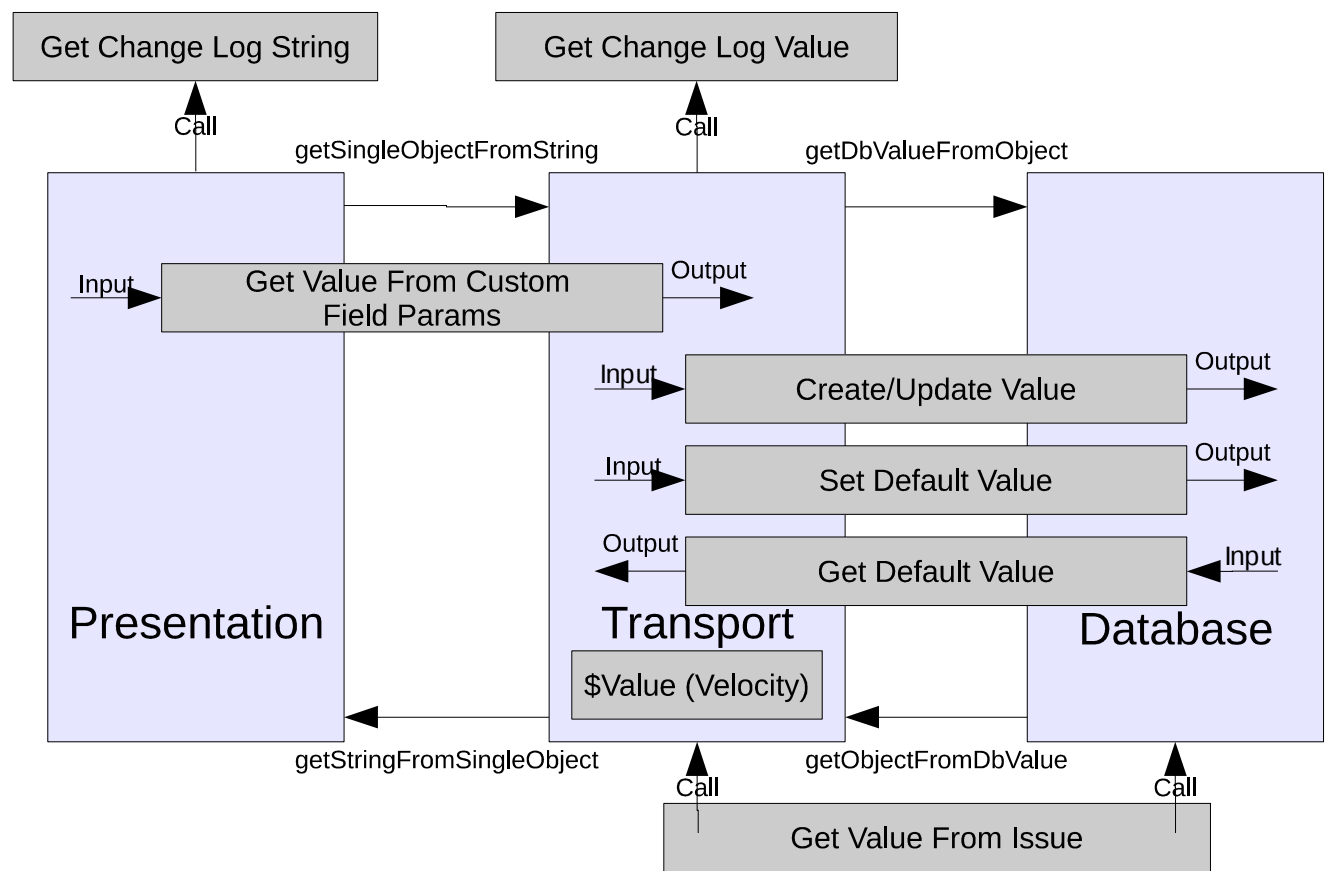 Get Change Log String
Get Change Log Value
Call
Call
getSingleObjectFromString
getDbValueFromObject
Input
Get Value From Custom
Field Params
Output
Input
Create/Update Value
Output
Input
Set Default Value
Output
Output
Get Default Value
Input
Presentation
Transport
Database
$Value (Velocity)
getStringFromSingleObject
getObjectFromDbValue
Call
Call
Get Value From Issue